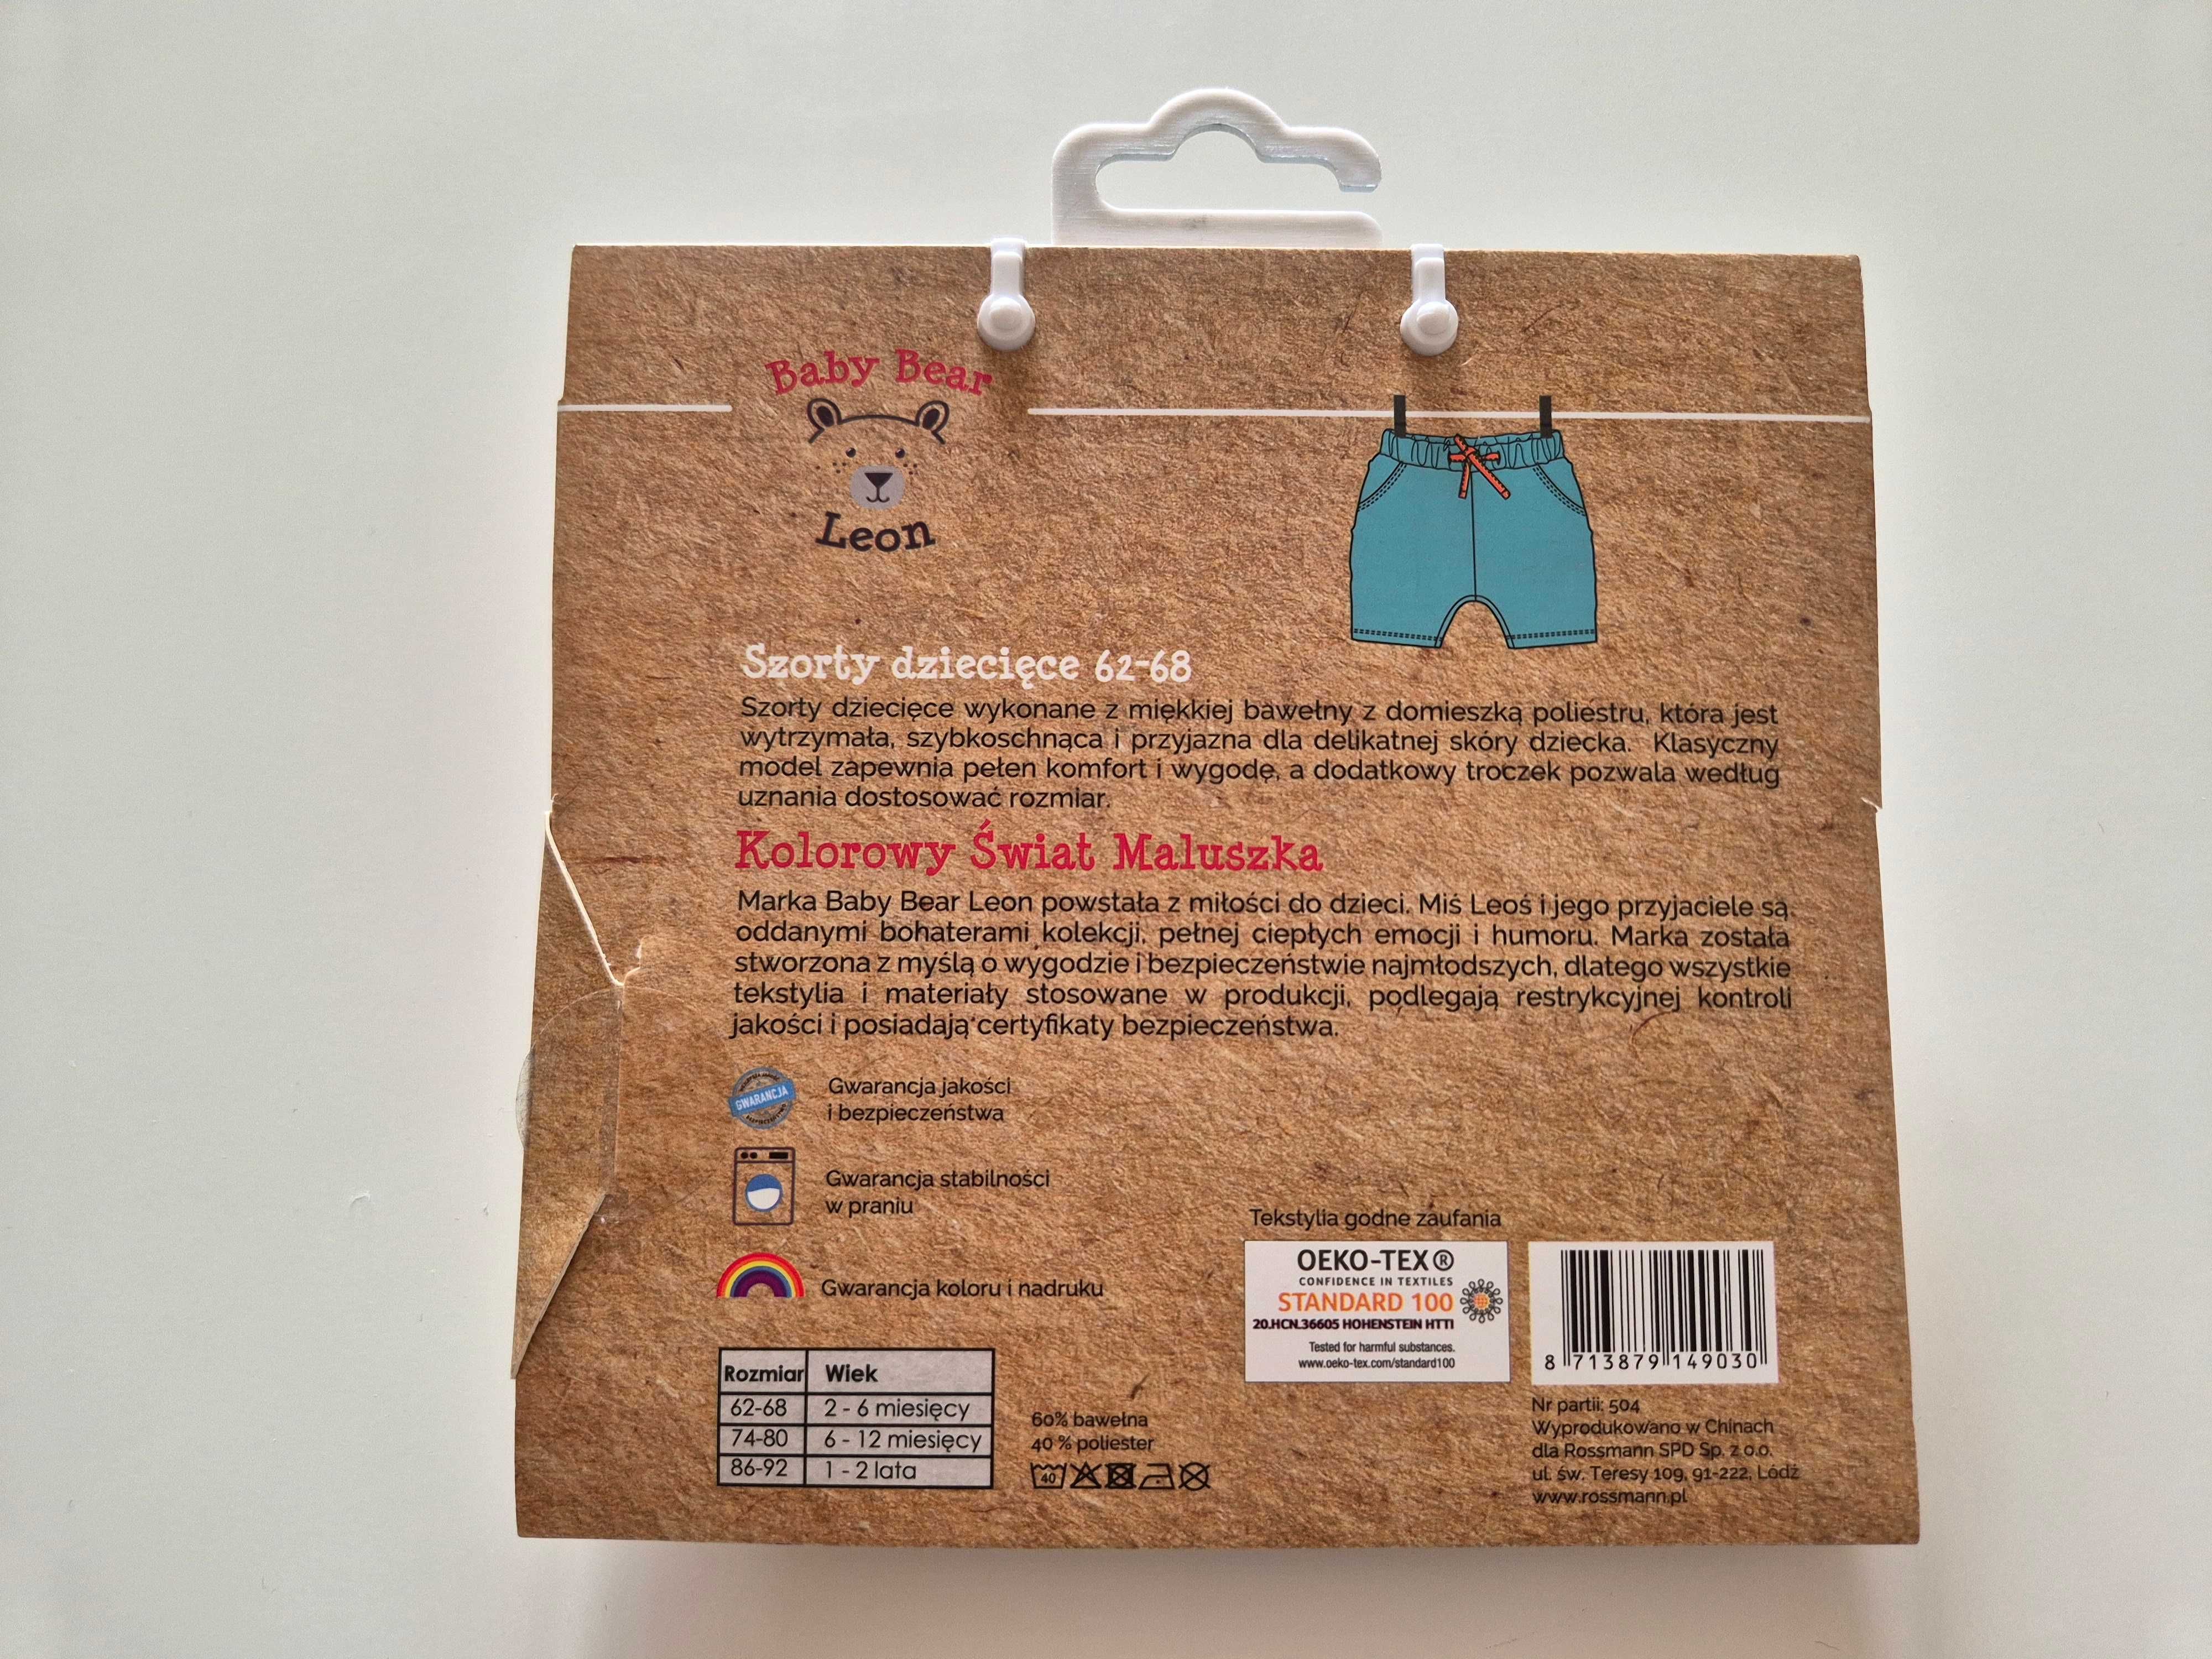 Baby Bear
Leon
Szorty dziecięce 62-68
Szorty dziecięce wykonane z miękkiej bawełny z domieszką poliestru, która jest
wytrzymała, szybkoschnąca i przyjazna dla delikatnej skóry dziecka. Klasyczny
model zapewnia pełen komfort i wygodę, a dodatkowy troczek pozwala według
uznania dostosować rozmiar.
Kolorowy Świat Maluszka
Marka Baby Bear Leon powstała z miłości do dzieci. Miś Leoś i jego przyjaciele są
oddanymi bohaterami kolekcji, pełnej ciepłych emocji i humoru. Marka została
stworzona z myślą o wygodzie i bezpieczeństwie najmłodszych, dlatego wszystkie
tekstylia i materiały stosowane w produkcji, podlegają restrykcyjnej kontroli
jakości i posiadają certyfikaty bezpieczeństwa.
GWARANCJA
Gwarancja jakości
i bezpieczeństwa
Gwarancja stabilności
w praniu
Gwarancja koloru i nadruku
Rozmiar Wiek
62-68 2 - 6 miesięcy
74-80 6 - 12 miesięcy
86-92 1 - 2 lata
60% bawełna
40 % poliester
40
Tekstylia godne zaufania
OEKO-TEX®
CONFIDENCE IN TEXTILES
STANDARD 100
20.HCN.36605 HOHENSTEIN HTTI
Tested for harmful substances.
www.oeko-tex.com/standard100
8 713879 149030
Nr partii: 504
Wyprodukowano w Chinach
dla Rossmann SPD Sp. z o.o.
ul. św. Teresy 109, 91-222, Łódź
www.rossmann.pl